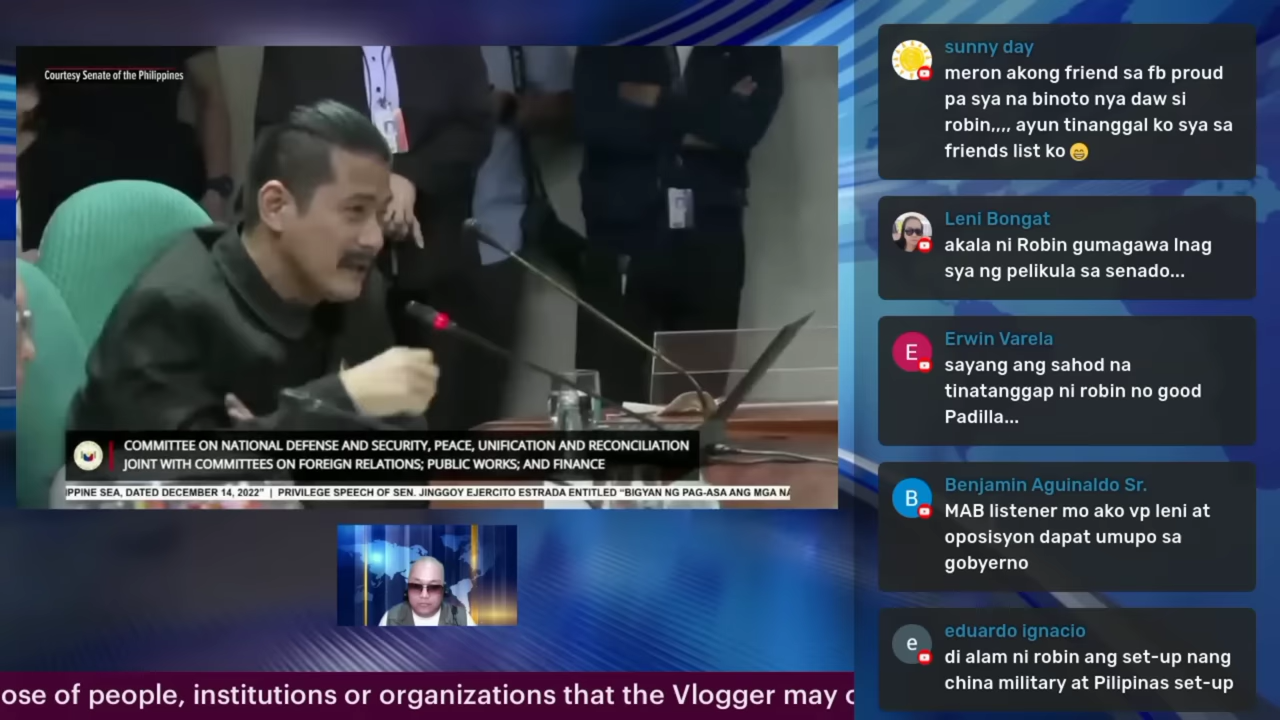 Courtesy Senate of the Philippines
COMMITTEE ON NATIONAL DEFENSE AND SECURITY, PEACE, UNIFICATION AND RECONCILIATION
JOINT WITH COMMITTEES ON FOREIGN RELATIONS; PUBLIC WORKS; AND FINANCE
IPPINE SEA, DATED DECEMBER 14, 2022" | PRIVILEGE SPEECH OF SEN. JINGGOY EJERCITO ESTRADA ENTITLED "BIGYAN NG PAG-ASA ANG MGA NA
ose of people, institutions or organizations that the Vlogger may
sunny day
meron akong friend sa fb proud
pa sya na binoto nya daw si
robin,,,, ayun tinanggal ko sya sa
friends list ko 😁
Leni Bongat
akala ni Robin gumagawa lnag
sya ng pelikula sa senado...
E
Erwin Varela
sayang ang sahod na
tinatanggap ni robin no good
Padilla...
B
Benjamin Aguinaldo Sr.
MAB listener mo ako vp leni at
oposisyon dapat umupo sa
gobyerno
e
eduardo ignacio
di alam ni robin ang set-up nang
china military at Pilipinas set-up